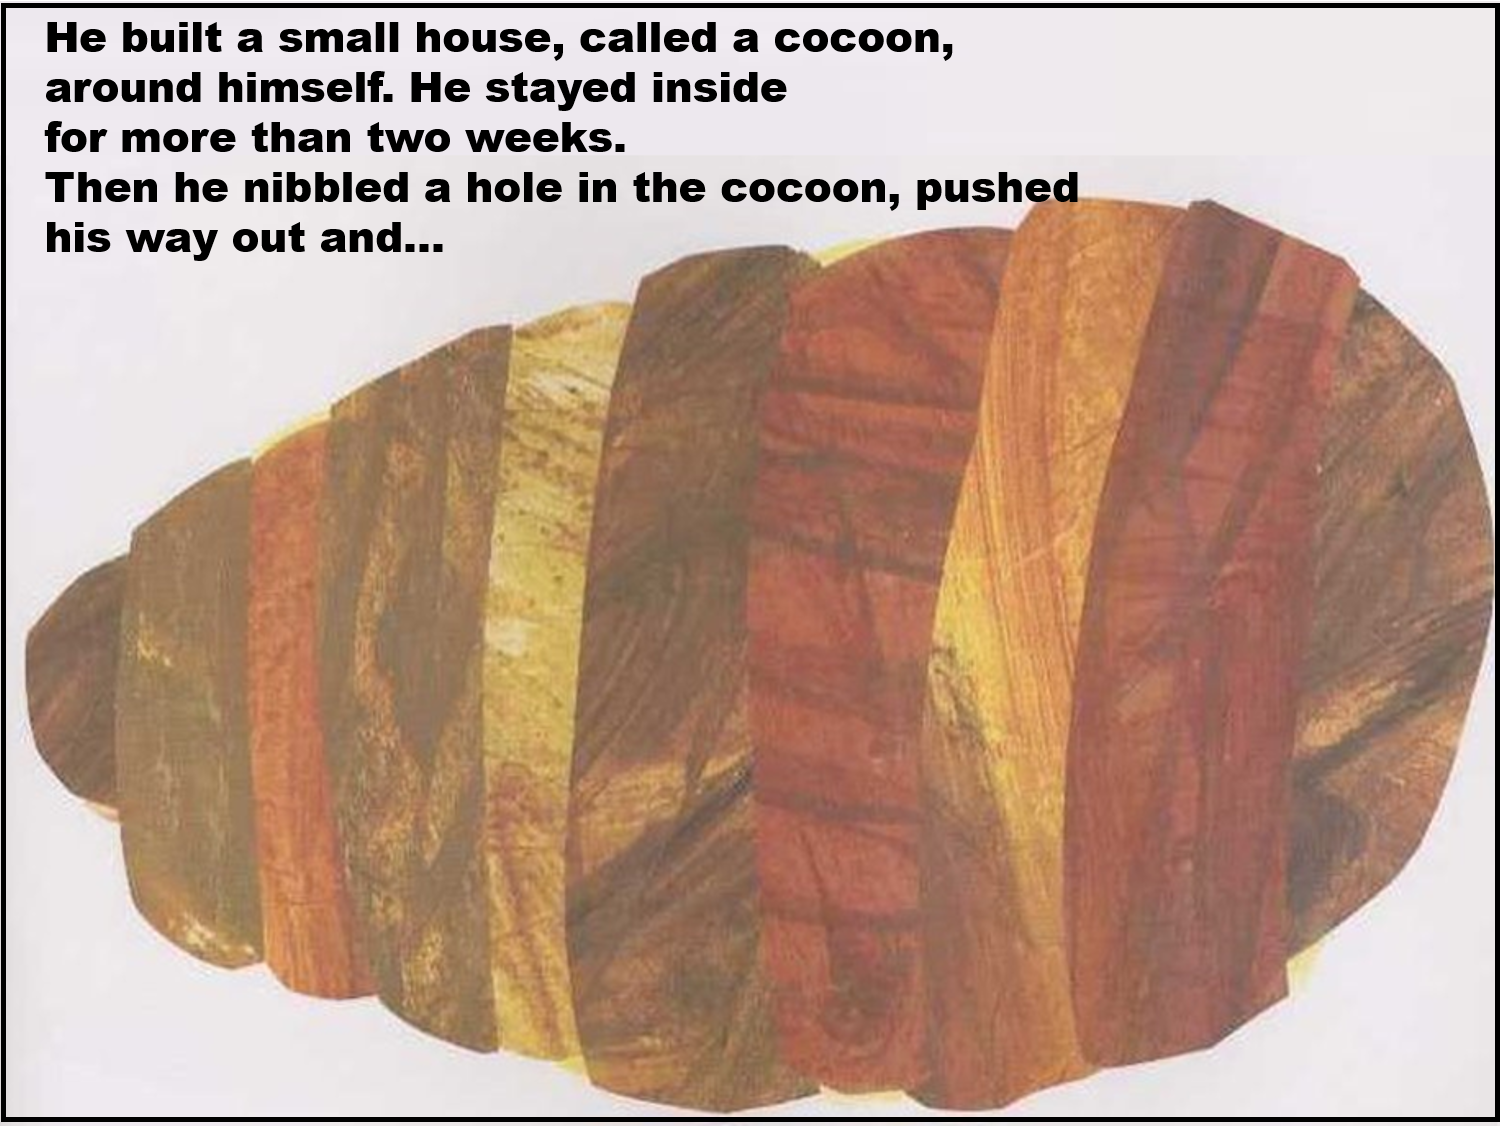 He built a small house, called a cocoon,
around himself. He stayed inside
for more than two weeks.
Then he nibbled a hole in the cocoon, pushed
his way out and...